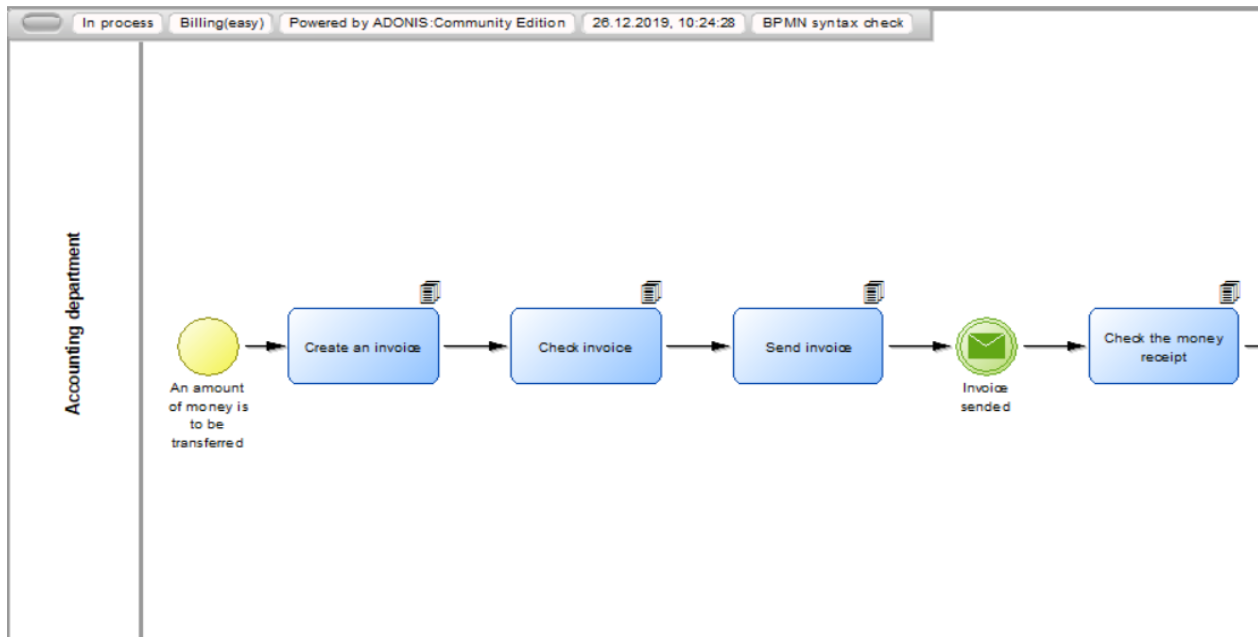 In process Billing(easy) Powered by ADONIS:Community Edition 26.12.2019, 10:24:28 BPMN syntax check
Accounting department
An amount
of money is
to be
transferred
Create an invoice
Check invoice
Send invoice
Invoice
sended
Check the money
receipt